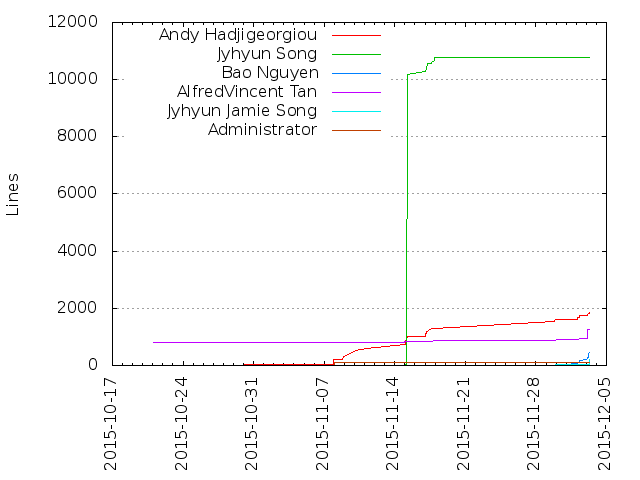 12000
10000
8000
6000
4000
2000
0
Lines
Andy Hadjigeorgiou
Jyhyun Song
Bao Nguyen
AlfredVincent Tan
Jyhyun Jamie Song
Administrator
2015-10-17
2015-10-24
2015-10-31
2015-11-07
2015-11-14
2015-11-21
2015-11-28
2015-12-05